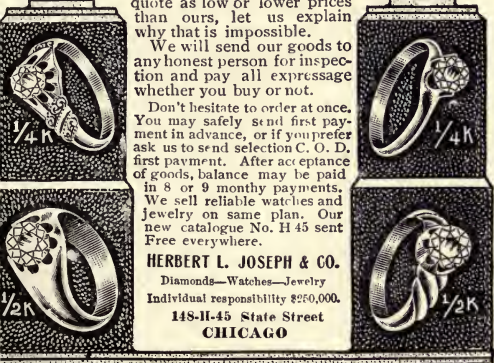 quote as low or lower prices
than ours, let us explain
why that is impossible.
We will send our goods to
any honest person for inspec-
tion and pay all expressage
whether you buy or not.
Don't hesitate to order at once.
You may safely send first pay-
ment in advance, or if you prefer
ask us to send selection C. O. D.
first payment. After acceptance
of goods, balance may be paid
in 8 or 9 monthy payments.
We sell reliable watches and
jewelry on same plan. Our
new catalogue No. H 45 sent
Free everywhere.
HERBERT L. JOSEPH & CO.
Diamonds—Watches—Jewelry
Individual responsibility $250,000.
148-H-45 State Street
CHICAGO
1/4 K
1/4 K
1/2 K
1/2 K